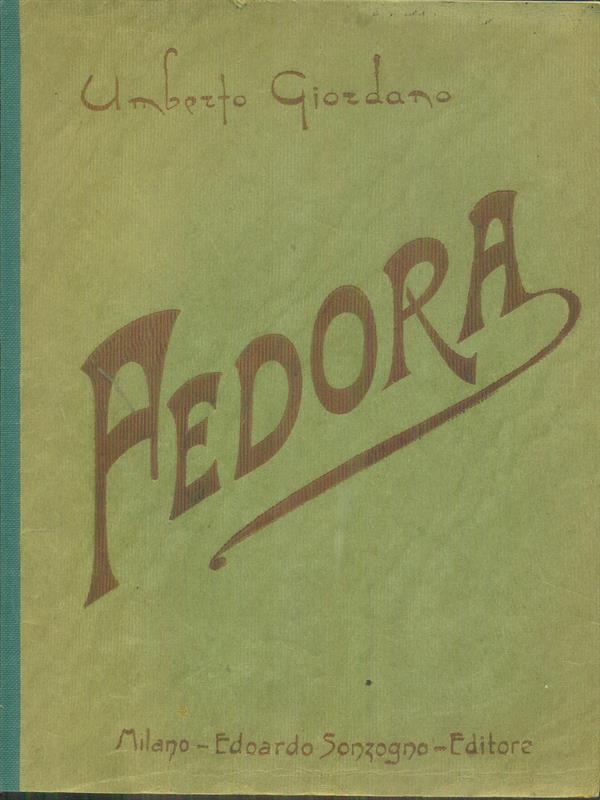 Umberto Giordano
FEDORA
Milano - Edoardo Sonzogno - Editore